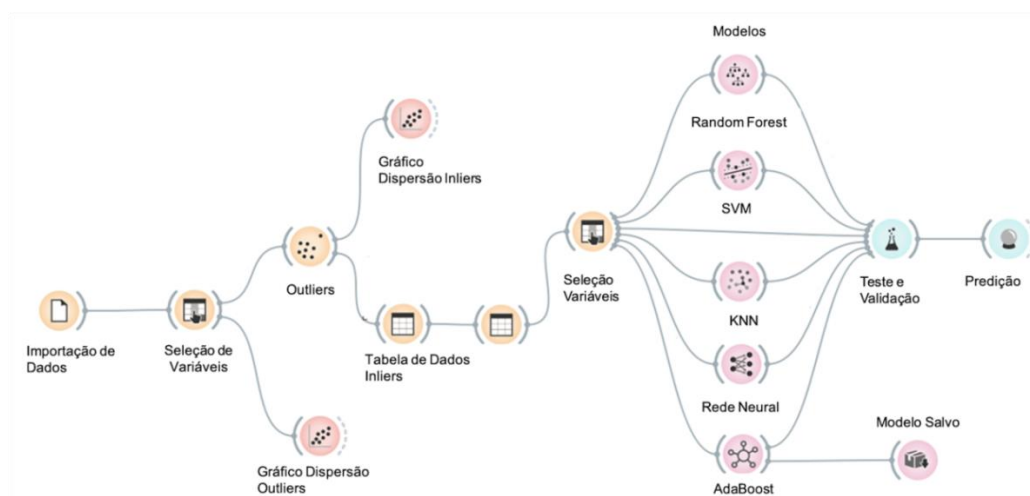 Modelos
Random Forest
Gráfico
Dispersão Inliers
SVM
Outliers
Seleção
Variáveis
Teste e
Validação
Predição
KNN
Importação de
Dados
Seleção de
Variáveis
Tabela de Dados
Inliers
Rede Neural
Gráfico Dispersão
Outliers
Modelo Salvo
AdaBoost